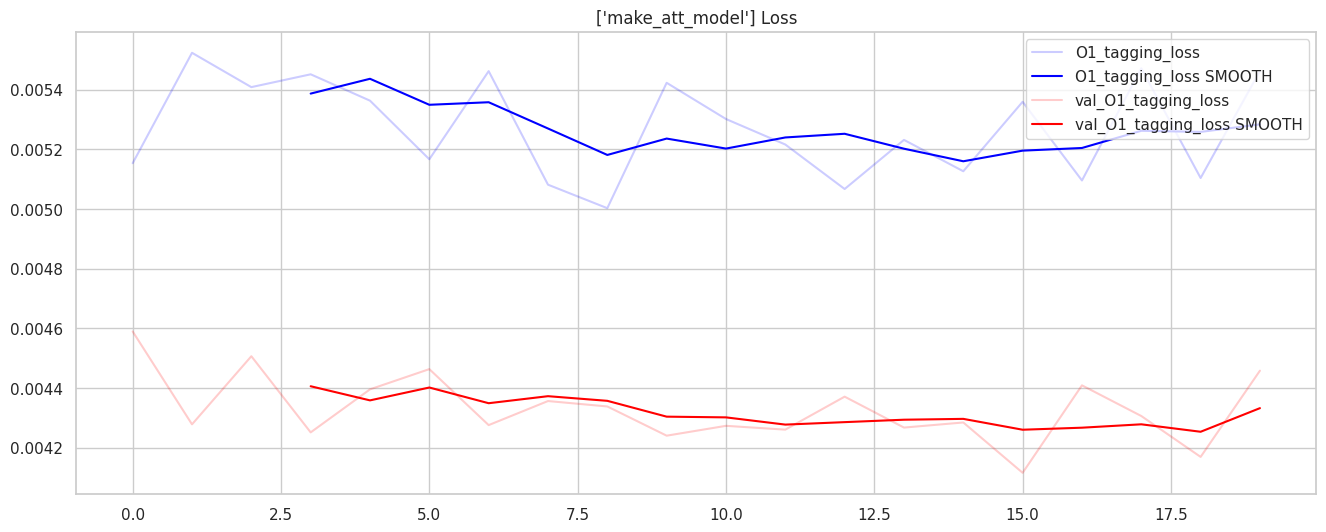 ['make_att_model'] Loss
O1_tagging_loss
O1_tagging_loss SMOOTH
val_O1_tagging_loss
val_O1_tagging_loss SMOOTH
0.0054
0.0052
0.0050
0.0048
0.0046
0.0044
0.0042
0.0 2.5 5.0 7.5 10.0 12.5 15.0 17.5